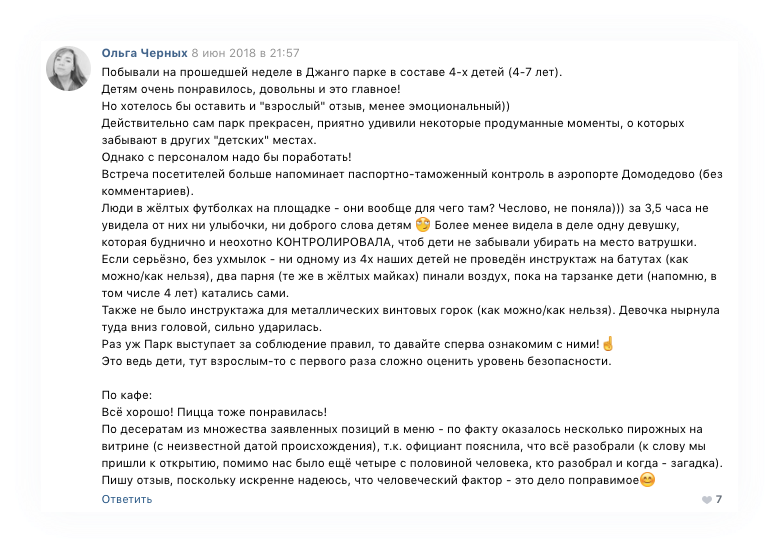 Ольга Черных 8 июн 2018 в 21:57
Побывали на прошедшей неделе в Джанго парке в составе 4-х детей (4-7 лет).
Детям очень понравилось, довольны и это главное!
Но хотелось бы оставить и "взрослый" отзыв, менее эмоциональный))
Действительно сам парк прекрасен, приятно удивили некоторые продуманные моменты, о которых
забывают в других "детских" местах.
Однако с персоналом надо бы поработать!
Встреча посетителей больше напоминает паспортно-таможенный контроль в аэропорте Домодедово (без
комментариев).
Люди в жёлтых футболках на площадке - они вообще для чего там? Чеслово, не поняла))) за 3,5 часа не
увидела от них ни улыбочки, ни доброго слова детям 🧐 Более менее видела в деле одну девушку,
которая буднично и неохотно КОНТРОЛИРОВАЛА, чтоб дети не забывали убирать на место ватрушки.
Если серьёзно, без ухмылок - ни одному из 4х наших детей не проведён инструктаж на батутах (как
можно/как нельзя), два парня (те же в жёлтых майках) пинали воздух, пока на тарзанке дети (напомню, в
том числе 4 лет) катались сами.
Также не было инструктажа для металлических винтовых горок (как можно/как нельзя). Девочка нырнула
туда вниз головой, сильно ударилась.
Раз уж Парк выступает за соблюдение правил, то давайте сперва ознакомим с ними!☝
Это ведь дети, тут взрослым-то с первого раза сложно оценить уровень безопасности.
По кафе:
Всё хорошо! Пицца тоже понравилась!
По десератам из множества заявленных позиций в меню - по факту оказалось несколько пирожных на
витрине (с неизвестной датой происхождения), т.к. официант пояснила, что всё разобрали (к слову мы
пришли к открытию, помимо нас было ещё четыре с половиной человека, кто разобрал и когда - загадка).
Пишу отзыв, поскольку искренне надеюсь, что человеческий фактор - это дело поправимое😊
Ответить 7